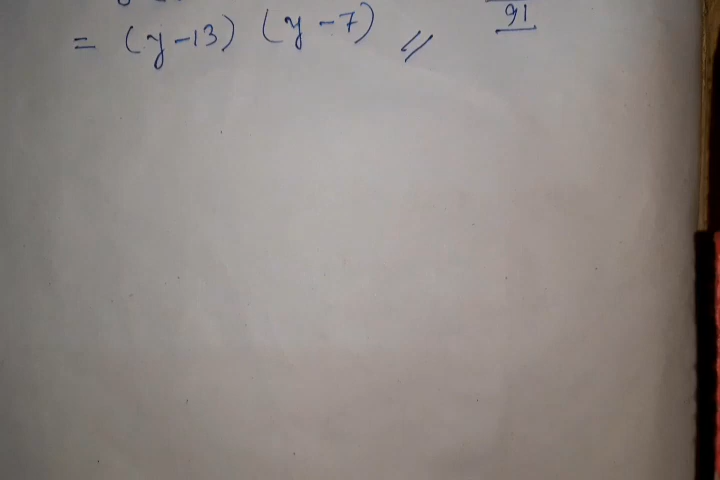 91
= (y-13) (y-7) //